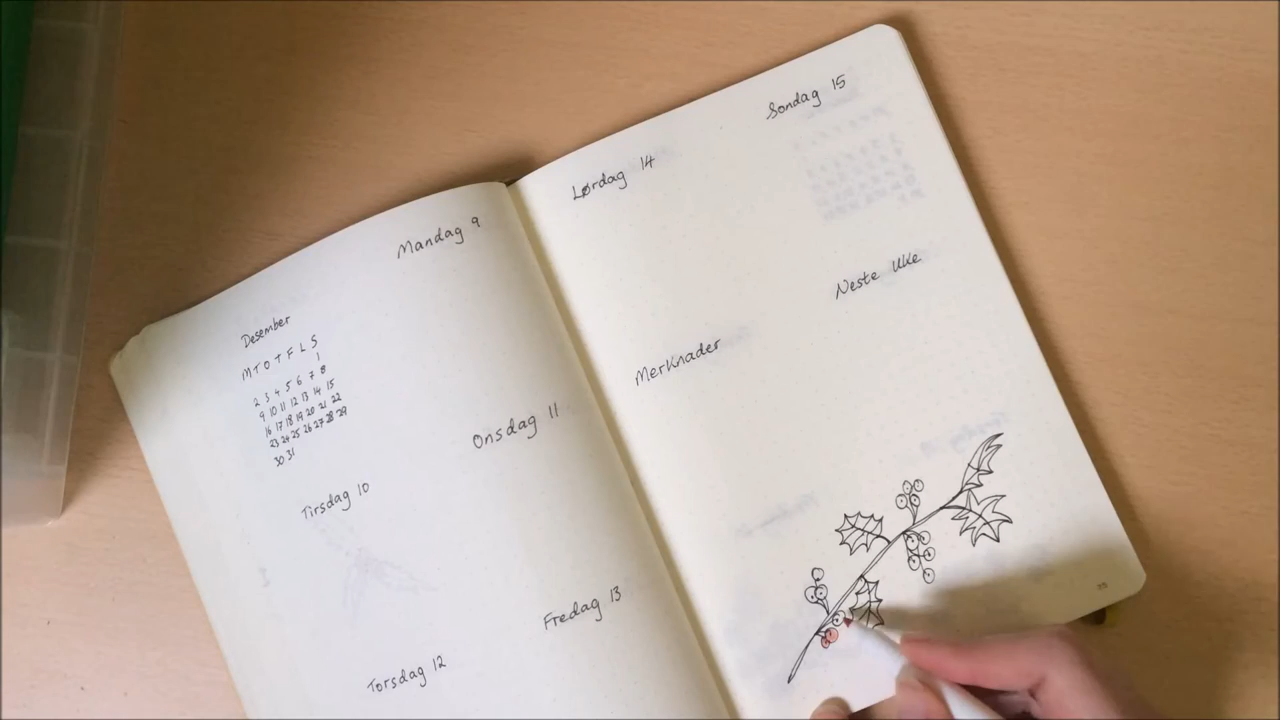 Mandag 9
Desember
M T O T F L S
1
2 3 4 5 6 7 8
9 10 11 12 13 14 15
16 17 18 19 20 21 22
23 24 25 26 27 28 29
30 31
Tirsdag 10
Onsdag 11
Torsdag 12
Fredag 13
Lørdag 14
Søndag 15
Neste Uke
Merknader